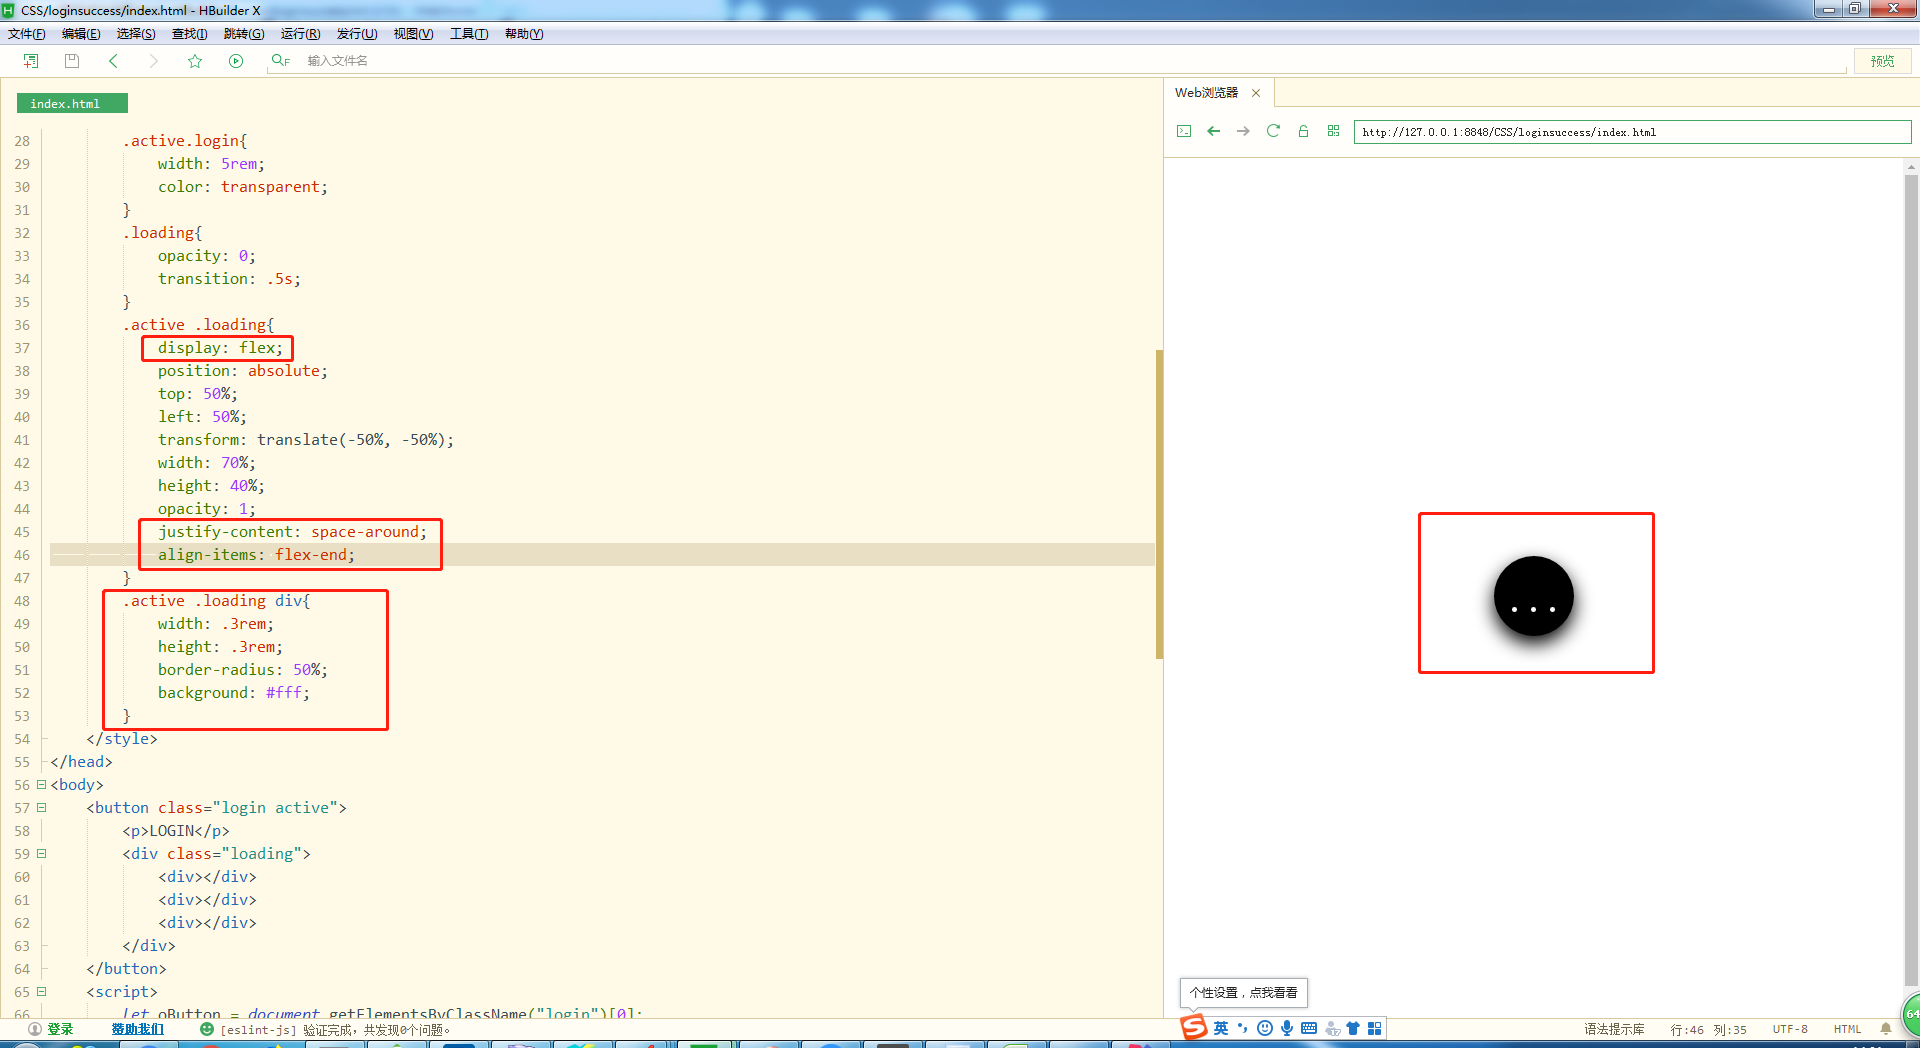 CSS/loginsuccess/index.html - HBuilder X
文件(F) 编辑(E) 选择(S) 查找(I) 跳转(G) 运行(R) 发行(U) 视图(V) 工具(T) 帮助(Y)
输入文件名
预览
index.html
28 .active.login{
29 width: 5rem;
30 color: transparent;
31 }
32 .loading{
33 opacity: 0;
34 transition: .5s;
35 }
36 .active .loading{
37 display: flex;
38 position: absolute;
39 top: 50%;
40 left: 50%;
41 transform: translate(-50%, -50%);
42 width: 70%;
43 height: 40%;
44 opacity: 1;
45 justify-content: space-around;
46 align-items: flex-end;
47 }
48 .active .loading div{
49 width: .3rem;
50 height: .3rem;
51 border-radius: 50%;
52 background: #fff;
53 }
54 </style>
55 </head>
56 <body>
57 <button class="login active">
58 <p>LOGIN</p>
59 <div class="loading">
60 <div></div>
61 <div></div>
62 <div></div>
63 </div>
64 </button>
65 <script>
66 let oButton = document.getElementsByClassName("login")[0];
Web浏览器
http://127.0.0.1:8848/CSS/loginsuccess/index.html
个性设置，点我看看
英
64
登录 赞助我们 [eslint-js] 验证完成，共发现0个问题。
语法提示库 行:46 列:35 UTF-8 HTML